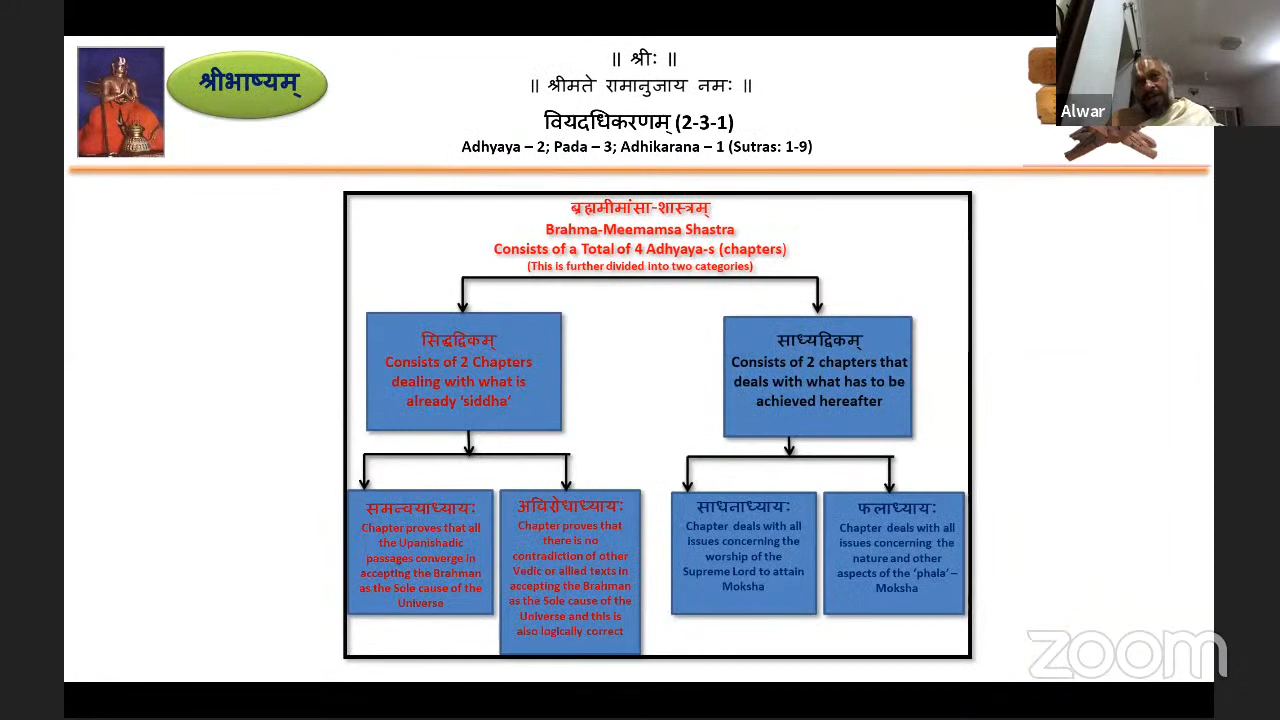 श्रीभाष्यम्
॥ श्रीः ॥
॥ श्रीमते रामानुजाय नमः ॥
वियदधिकरणम् (2-3-1)
Adhyaya – 2; Pada – 3; Adhikarana – 1 (Sutras: 1-9)
Alwar
ब्रह्ममीमांसा-शास्त्रम्
Brahma-Meemamsa Shastra
Consists of a Total of 4 Adhyaya-s (chapters)
(This is further divided into two categories)
सिद्धद्विकम्
Consists of 2 Chapters
dealing with what is
already 'siddha'
साध्यद्विकम्
Consists of 2 chapters that
deals with what has to be
achieved hereafter
समन्वयाध्यायः
Chapter proves that all
the Upanishadic
passages converge in
accepting the Brahman
as the Sole cause of the
Universe
अविरोधाध्यायः
Chapter proves that
there is no
contradiction of other
Vedic or allied texts in
accepting the Brahman
as the Sole cause of the
Universe and this is
also logically correct
साधनाध्यायः
Chapter deals with all
issues concerning the
worship of the
Supreme Lord to attain
Moksha
फलाध्यायः
Chapter deals with all
issues concerning the
nature and other
aspects of the 'phala' –
Moksha
zoom